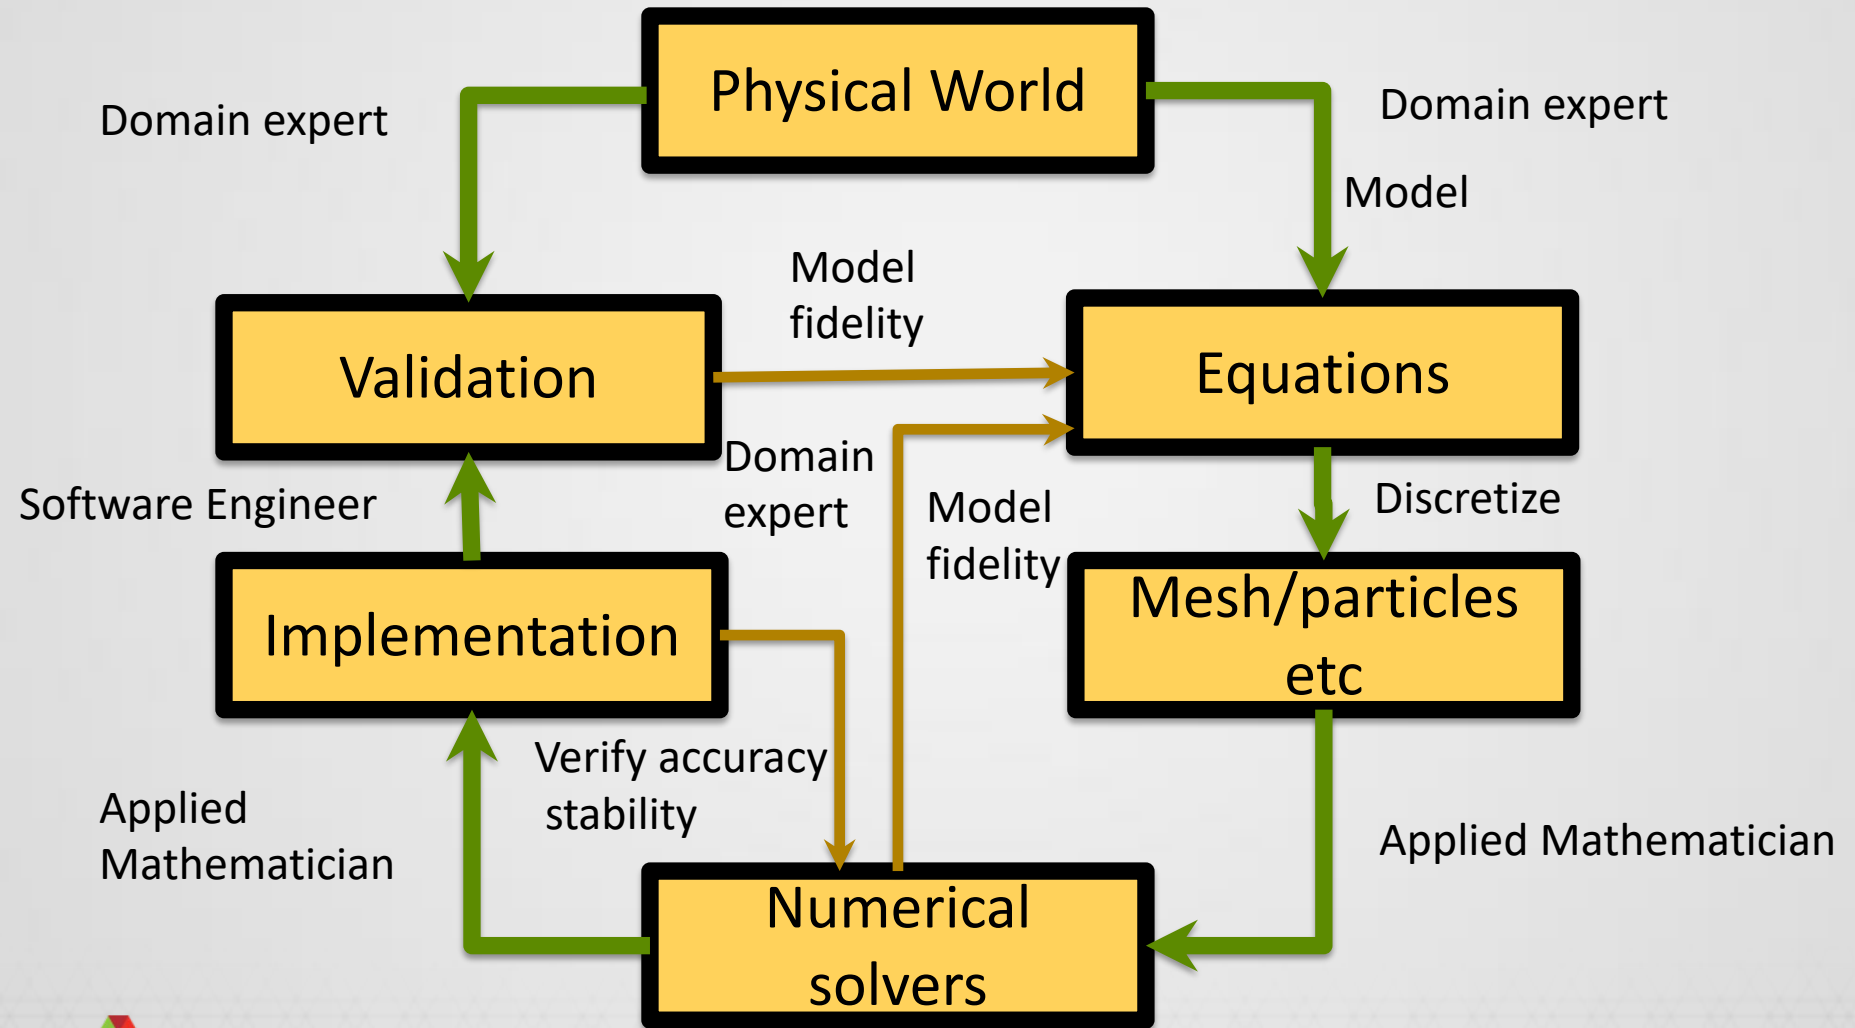 Physical World
Domain expert
Domain expert
Model
Model
fidelity
Validation
Equations
Domain
expert
Software Engineer
Model
fidelity
Discretize
Implementation
Mesh/particles
etc
Verify accuracy
stability
Applied
Mathematician
Applied Mathematician
Numerical
solvers